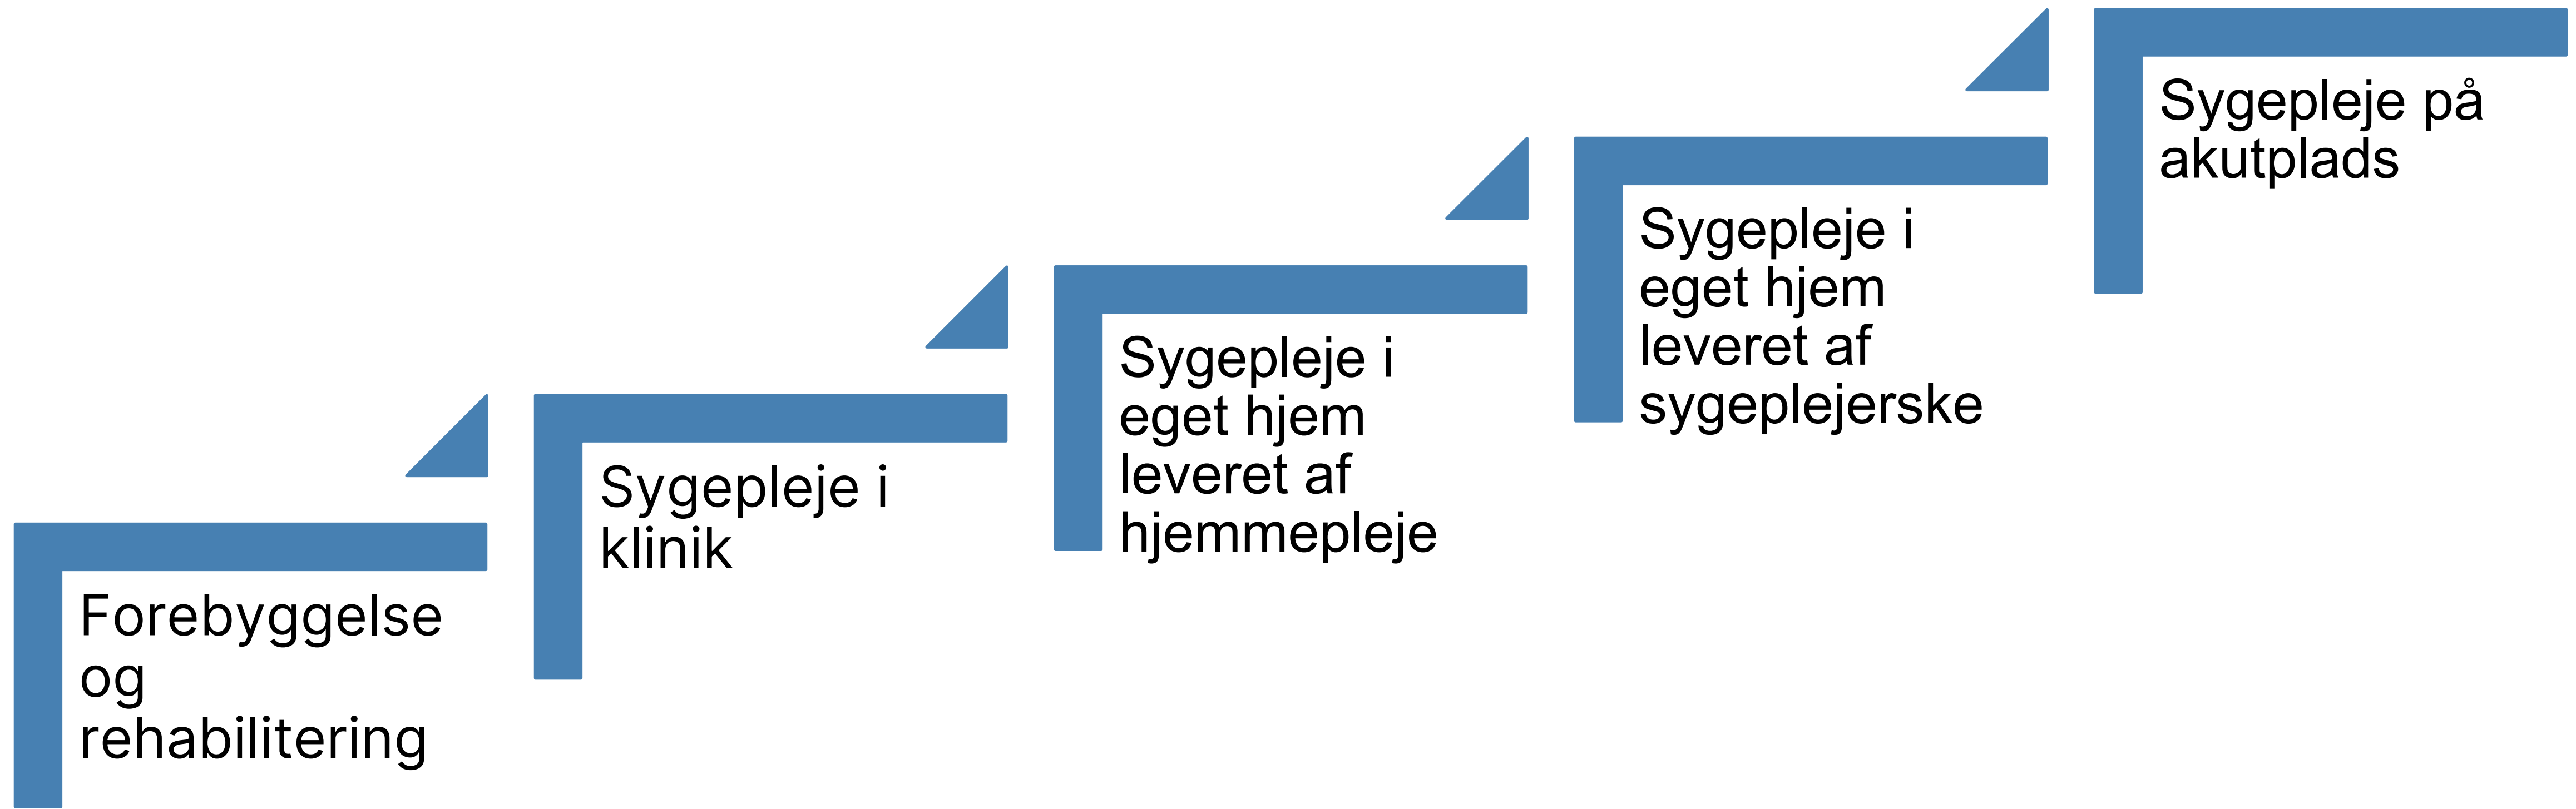 Forebyggelse
og
rehabilitering
Sygepleje i
klinik
Sygepleje i
eget hjem
leveret af
hjemmepleje
Sygepleje i
eget hjem
leveret af
sygeplejerske
Sygepleje på
akutplads